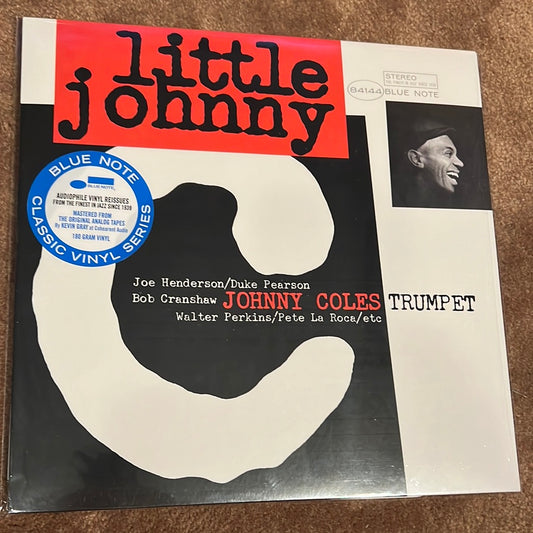 little
johnny
C
STEREO
84144 BLUE NOTE
BLUE NOTE
BLUE NOTE
AUDIOPHILE VINYL REISSUES
FROM THE FINEST IN JAZZ SINCE 1939
MASTERED FROM
THE ORIGINAL ANALOG TAPES
By KEVIN GRAY at Cohearent Audio
180 GRAM VINYL
CLASSIC VINYL SERIES
Joe Henderson/Duke Pearson
Bob Cranshaw JOHNNY COLES TRUMPET
Walter Perkins/Pete La Roca/etc